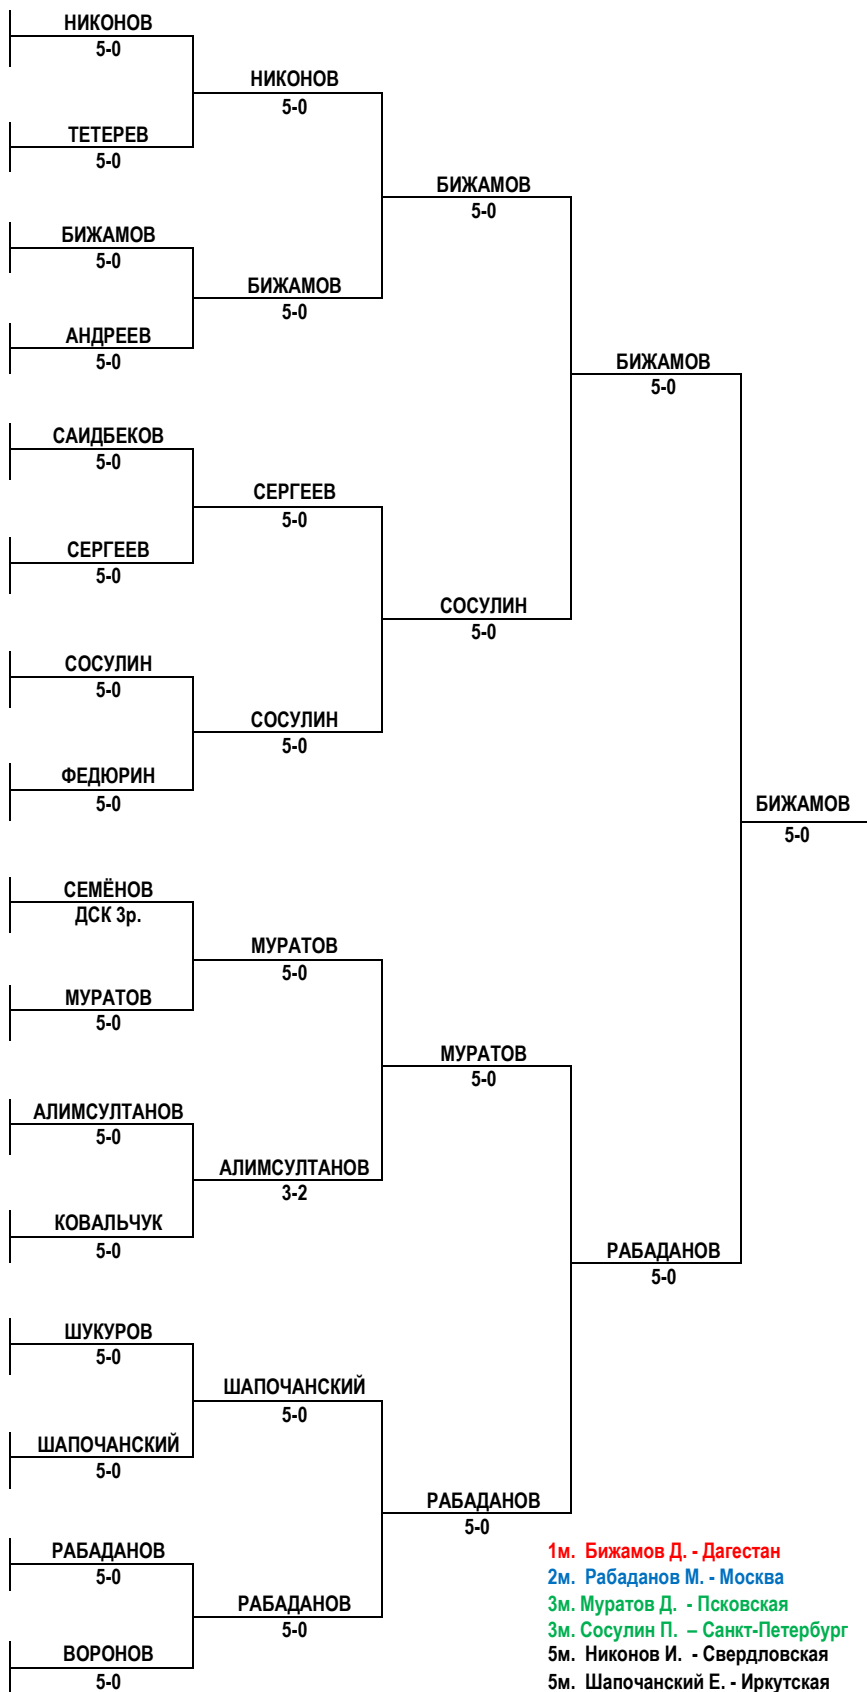 НИКОНОВ
5-0
НИКОНОВ
5-0
ТЕТЕРЕВ
5-0
БИЖАМОВ
5-0
БИЖАМОВ
5-0
БИЖАМОВ
5-0
АНДРЕЕВ
5-0
БИЖАМОВ
5-0
САИДБЕКОВ
5-0
СЕРГЕЕВ
5-0
СЕРГЕЕВ
5-0
СОСУЛИН
5-0
СОСУЛИН
5-0
СОСУЛИН
5-0
ФЕДЮРИН
5-0
БИЖАМОВ
5-0
СЕМЁНОВ
ДСК 3р.
МУРАТОВ
5-0
МУРАТОВ
5-0
МУРАТОВ
5-0
АЛИМСУЛТАНОВ
5-0
АЛИМСУЛТАНОВ
3-2
КОВАЛЬЧУК
5-0
РАБАДАНОВ
5-0
ШУКУРОВ
5-0
ШАПОЧАНСКИЙ
5-0
ШАПОЧАНСКИЙ
5-0
РАБАДАНОВ
5-0
РАБАДАНОВ
5-0
РАБАДАНОВ
5-0
ВОРОНОВ
5-0
1м. Бижамов Д. - Дагестан
2м. Рабаданов М. - Москва
3м. Муратов Д. - Псковская
3м. Сосулин П. – Санкт-Петербург
5м. Никонов И. - Свердловская
5м. Шапочанский Е. - Иркутская